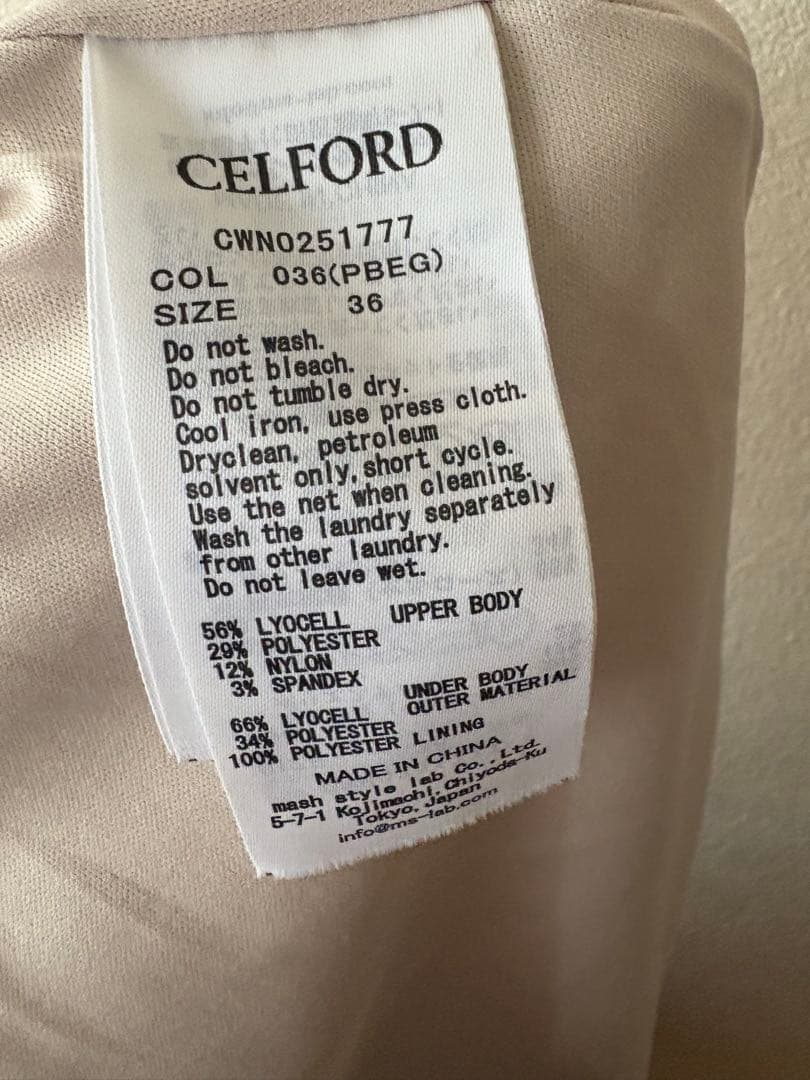 CELFORD
CWNO251777
COL 036(PBEG)
SIZE 36
Do not wash.
Do not bleach.
Do not tumble dry.
Cool iron, use press cloth.
Dryclean, petroleum
solvent only,short cycle.
Use the net when cleaning.
Wash the laundry separately
from other laundry.
Do not leave wet.
56% LYOCELL UPPER BODY
29% POLYESTER
12% NYLON
3% SPANDEX
66% LYOCELL UNDER BODY
34% POLYESTER OUTER MATERIAL
100% POLYESTER LINING
MADE IN CHINA
mash style lab Co.,Ltd.
5-7-1 Kojimachi,Chiyoda-Ku
Tokyo,Japan
info@ms-lab.com